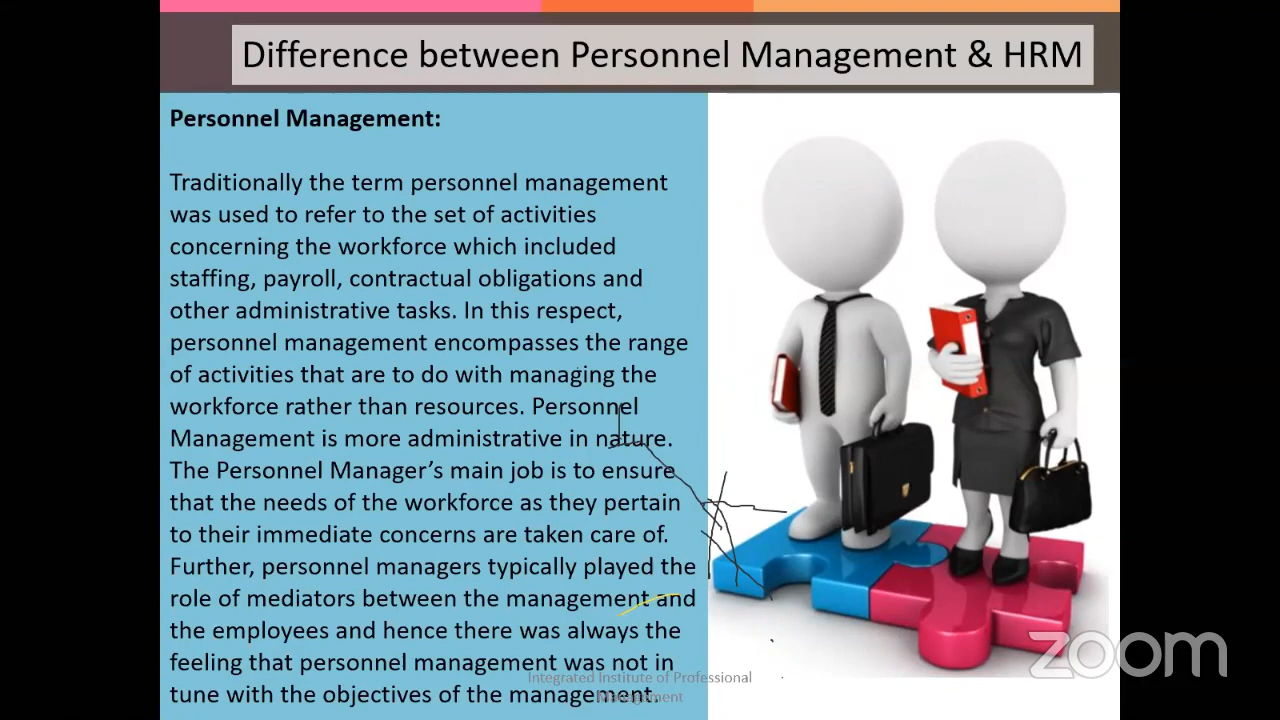 Difference between Personnel Management & HRM
Personnel Management:
Traditionally the term personnel management
was used to refer to the set of activities
concerning the workforce which included
staffing, payroll, contractual obligations and
other administrative tasks. In this respect,
personnel management encompasses the range
of activities that are to do with managing the
workforce rather than resources. Personnel
Management is more administrative in nature.
The Personnel Manager’s main job is to ensure
that the needs of the workforce as they pertain
to their immediate concerns are taken care of.
Further, personnel managers typically played the
role of mediators between the management and
the employees and hence there was always the
feeling that personnel management was not in
tune with the objectives of the management.
Integrated Institute of Professional
Management
zoom